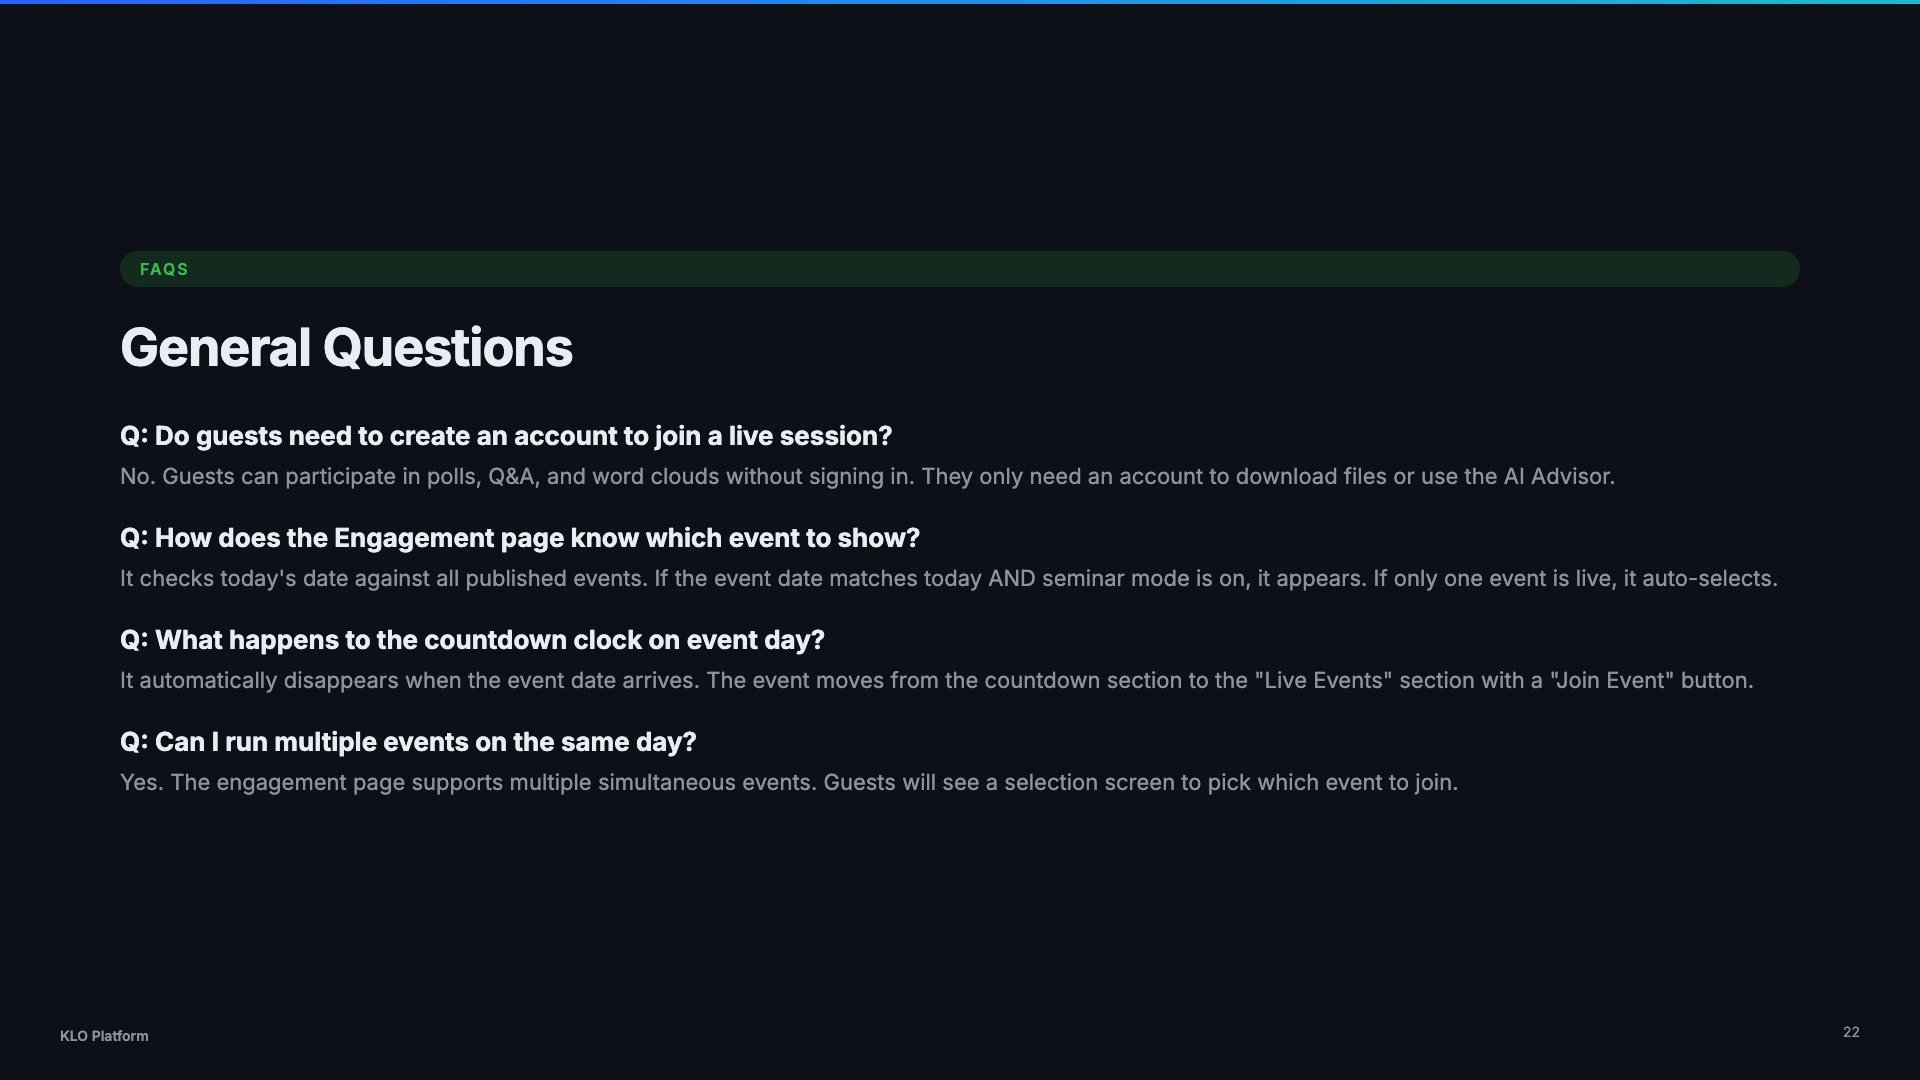 FAQS
General Questions
Q: Do guests need to create an account to join a live session?
No. Guests can participate in polls, Q&A, and word clouds without signing in. They only need an account to download files or use the AI Advisor.
Q: How does the Engagement page know which event to show?
It checks today's date against all published events. If the event date matches today AND seminar mode is on, it appears. If only one event is live, it auto-selects.
Q: What happens to the countdown clock on event day?
It automatically disappears when the event date arrives. The event moves from the countdown section to the "Live Events" section with a "Join Event" button.
Q: Can I run multiple events on the same day?
Yes. The engagement page supports multiple simultaneous events. Guests will see a selection screen to pick which event to join.
KLO Platform
22